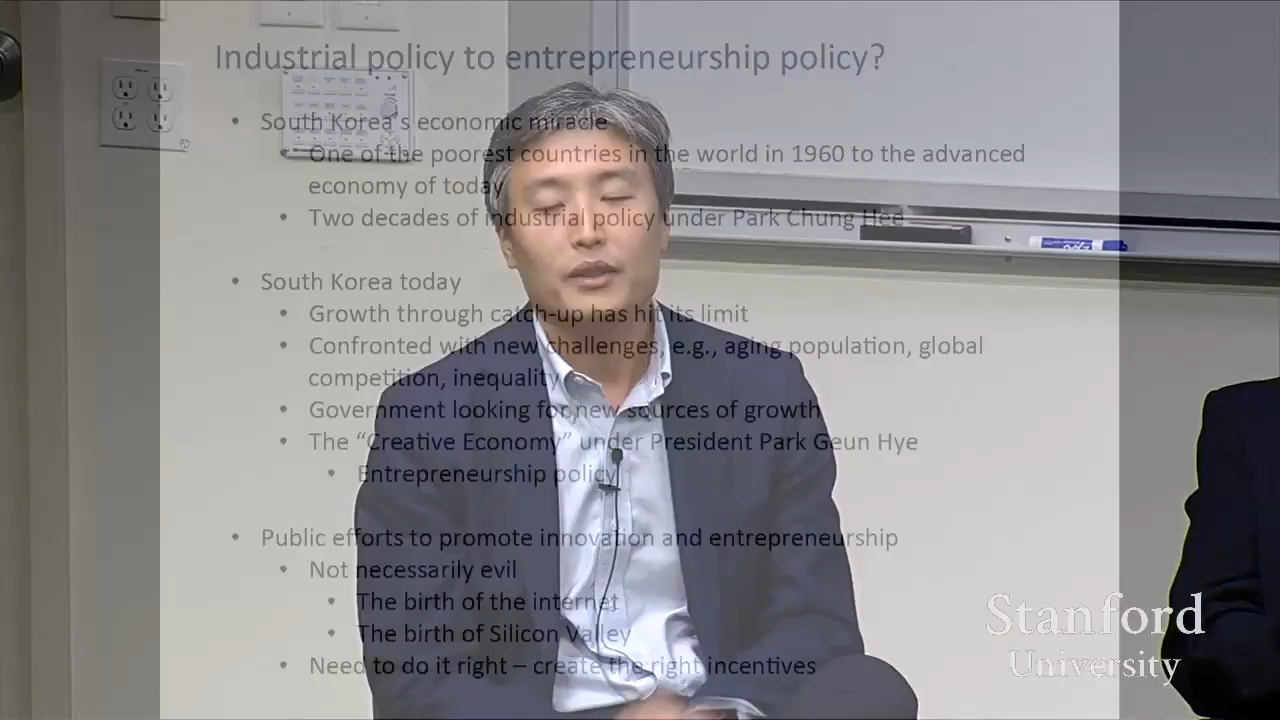 Industrial policy to entrepreneurship policy?
• South Korea's economic miracle
• One of the poorest countries in the world in 1960 to the advanced
economy of today
• Two decades of industrial policy under Park Chung Hee
• South Korea today
• Growth through catch-up has hit its limit
• Confronted with new challenges, e.g., aging population, global
competition, inequality
• Government looking for new sources of growth
• The “Creative Economy” under President Park Geun Hye
• Entrepreneurship policy
• Public efforts to promote innovation and entrepreneurship
• Not necessarily evil
• The birth of the internet
• The birth of Silicon Valley
• Need to do it right – create the right incentives
Stanford
University